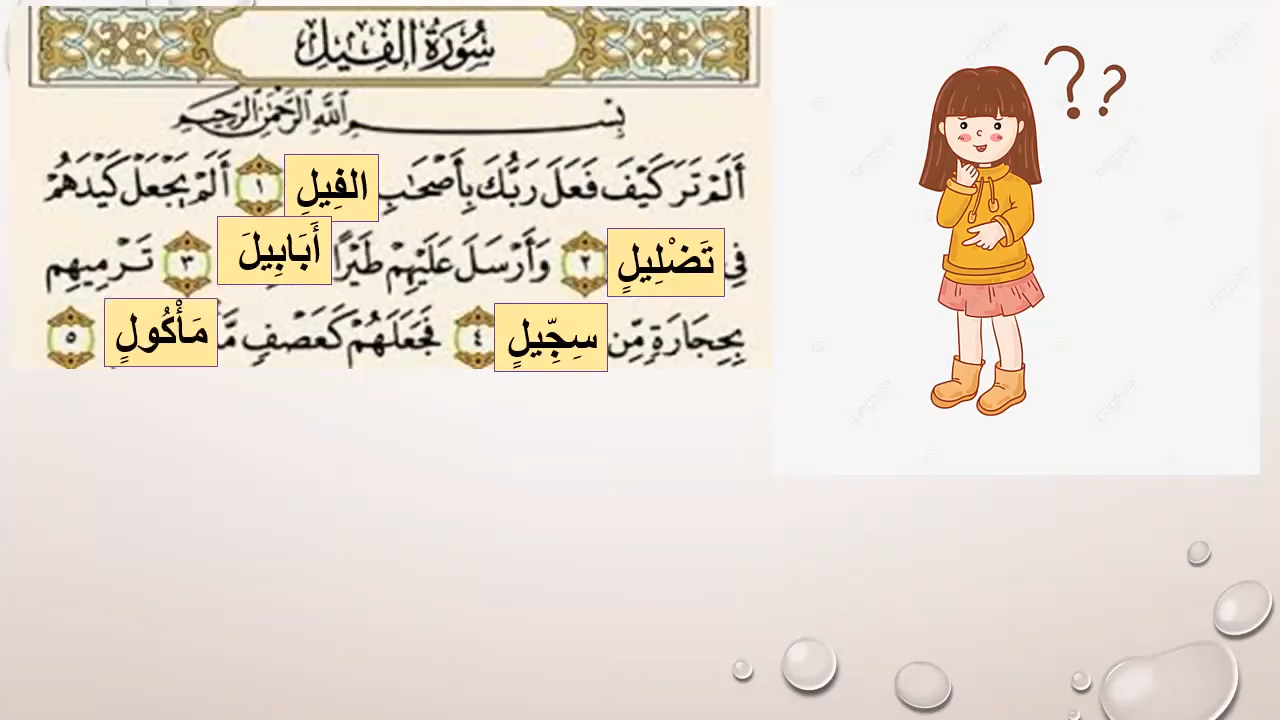 سُورَةُ الفِيلِ
بِسْمِ اللَّهِ الرَّحْمَٰنِ الرَّحِيمِ
أَلَمْ تَرَ كَيْفَ فَعَلَ رَبُّكَ بِأَصْحَٰبِ الفِيلِ ١ أَلَمْ يَجْعَلْ كَيْدَهُمْ
فِي تَضْلِيلٍ ٢ وَأَرْسَلَ عَلَيْهِمْ طَيْرًا أَبَابِيلَ ٣ تَرْمِيهِم
بِحِجَارَةٍ مِّن سِجِّيلٍ ٤ فَجَعَلَهُمْ كَعَصْفٍ مَّأْكُولٍ ٥
? ?